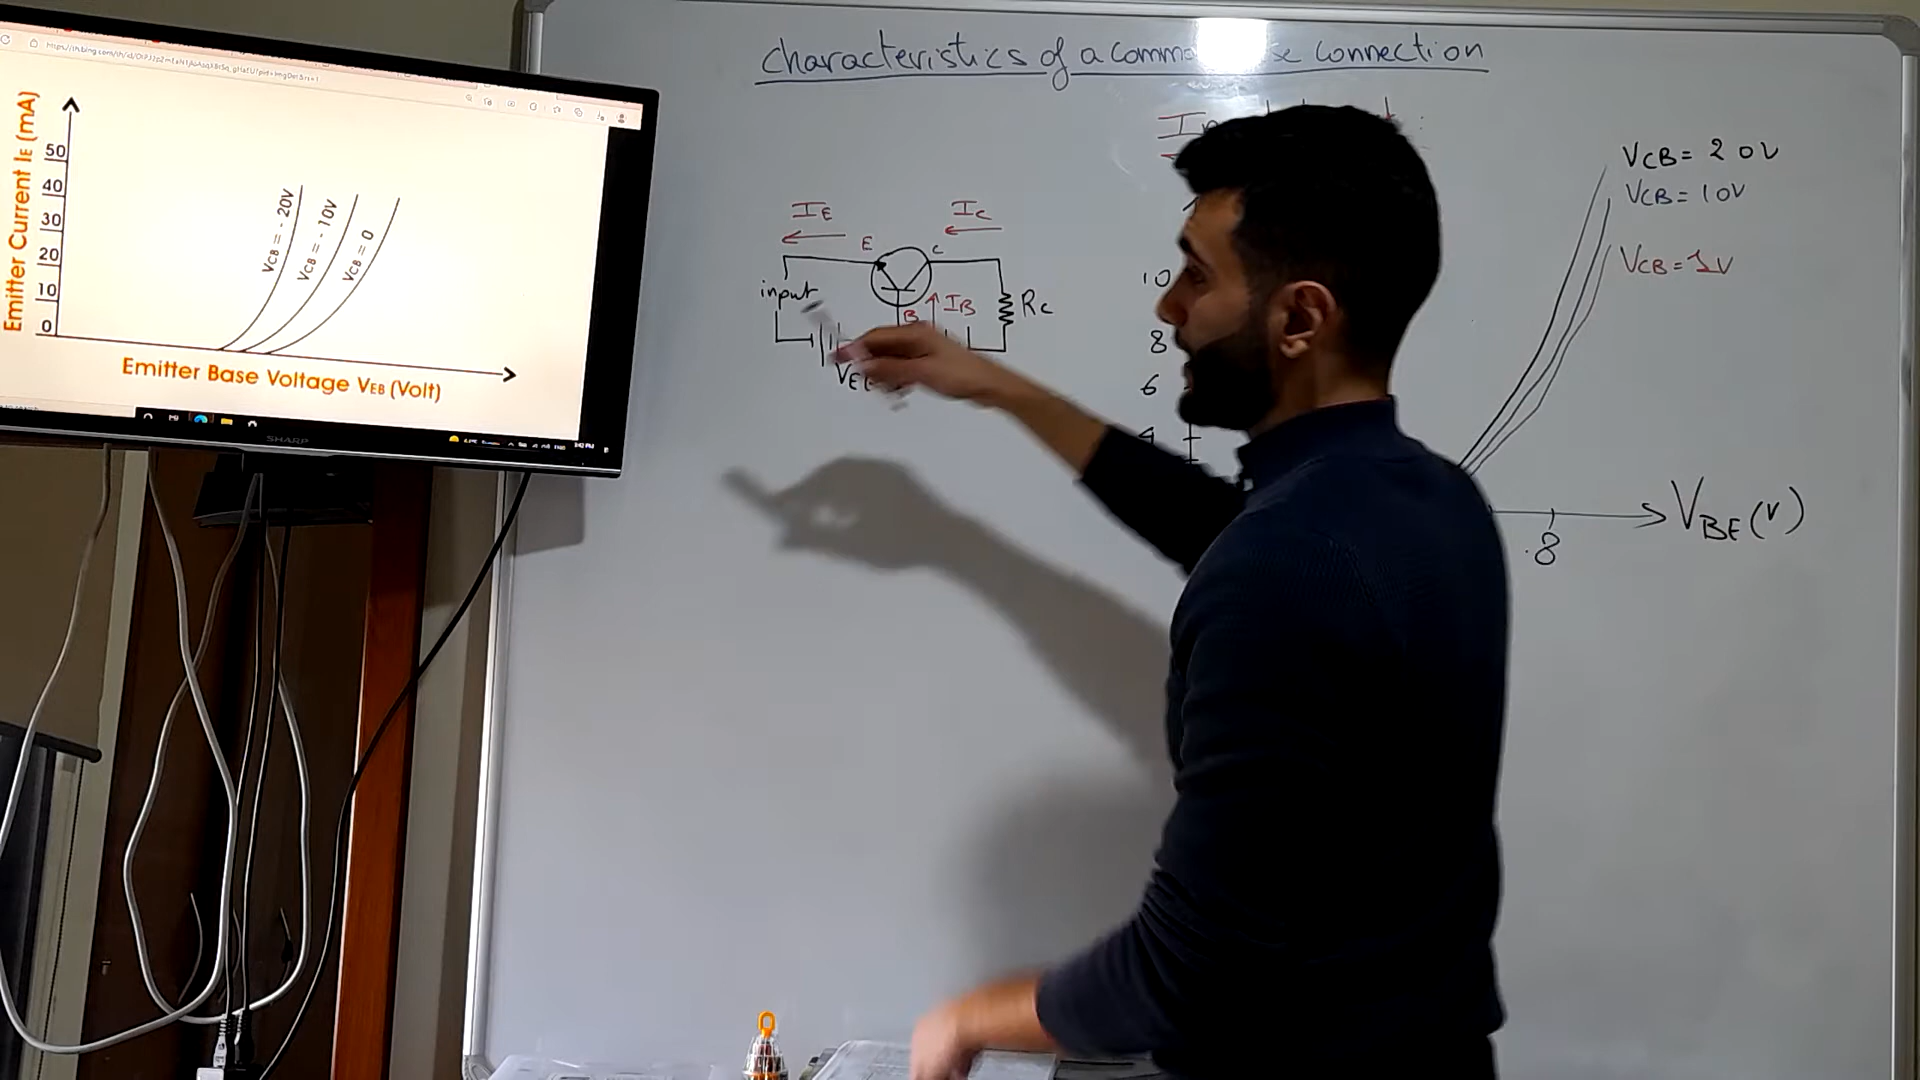 characteristics of a comm se connection
VCB = 20V
VCB = 10V
VCB = 1V
IE
IC
E
C
input
B
IB
RC
10
8
6
VBE (v)
.8
Emitter Current IE (mA)
50
40
30
20
10
0
VCB = - 20V
VCB = - 10V
VCB = 0
Emitter Base Voltage VEB (Volt)
SHARP